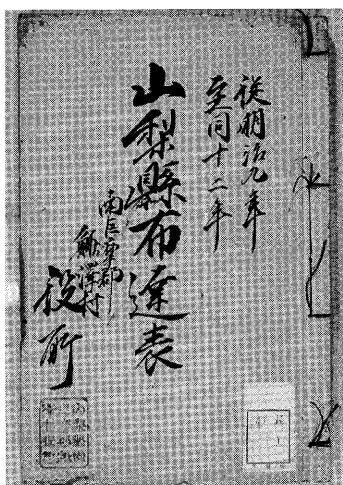 従明治九年
至同十二年
山梨縣布達表
南巨摩郡
鰍澤村
役所